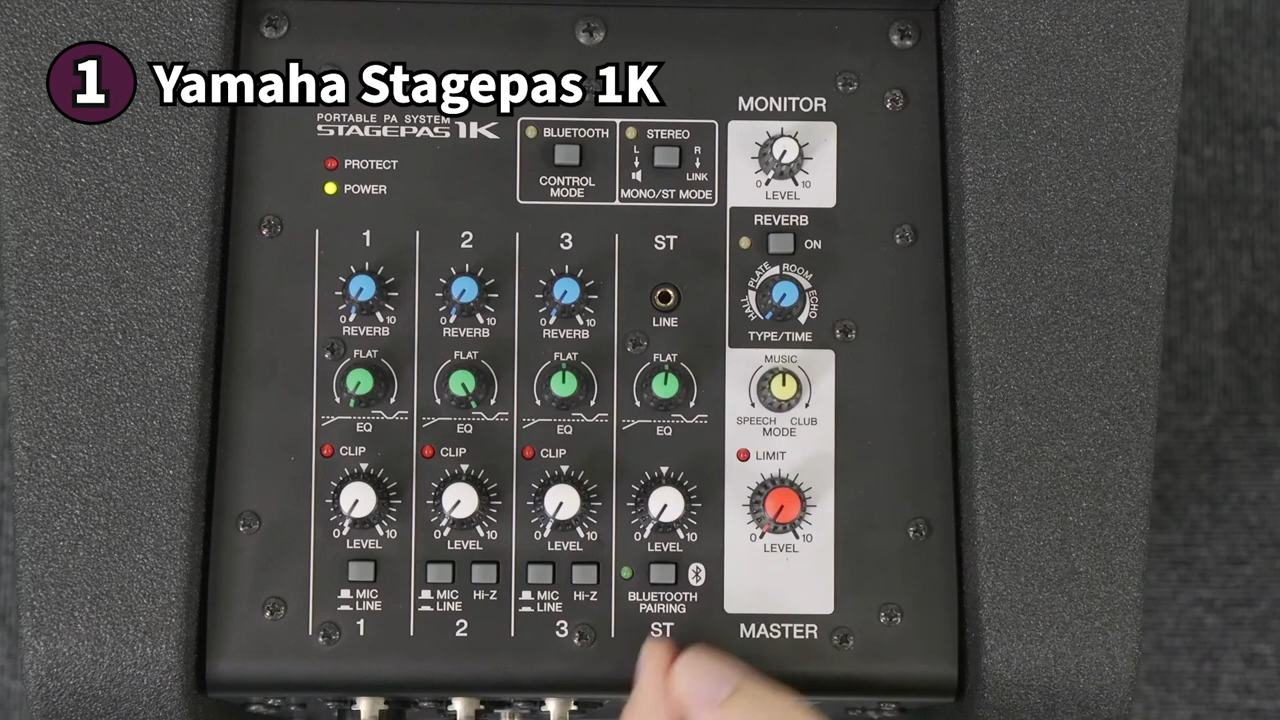 1 Yamaha Stagepas 1K
PORTABLE PA SYSTEM
STAGEPAS 1K
PROTECT
POWER
BLUETOOTH
CONTROL
MODE
STEREO
L R
LINK
MONO/ST MODE
MONITOR
0 10
LEVEL
REVERB
ON
HALL PLATE ROOM ECHO
TYPE/TIME
1 2 3 ST
0 10 0 10 0 10
REVERB REVERB REVERB LINE
FLAT FLAT FLAT FLAT
EQ EQ EQ EQ
MUSIC
SPEECH CLUB
MODE
CLIP CLIP CLIP
LIMIT
0 10 0 10 0 10 0 10 0 10
LEVEL LEVEL LEVEL LEVEL LEVEL
MIC
LINE
MIC Hi-Z
LINE
MIC Hi-Z
LINE
BLUETOOTH
PAIRING
1 2 3 ST MASTER